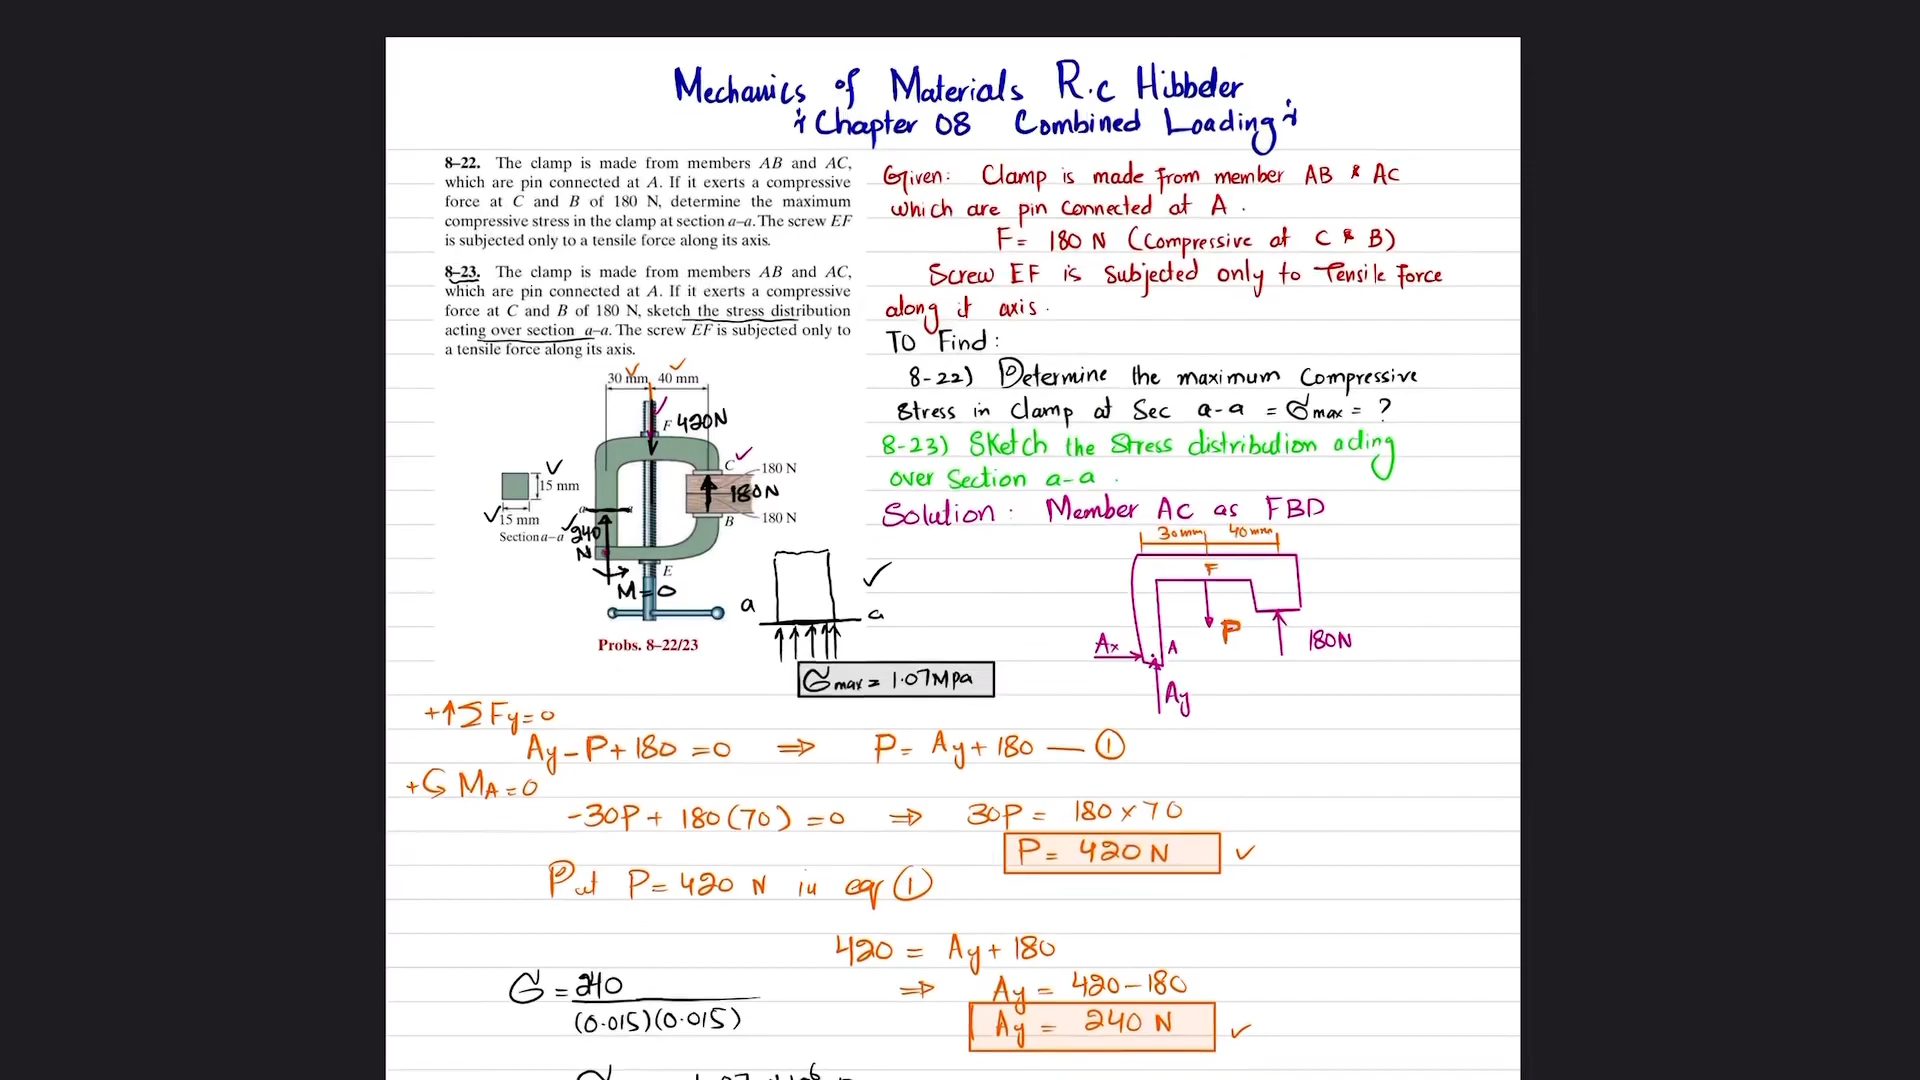 Mechanics of Materials R.C Hibbeler
Chapter 08 Combined Loading
8–22. The clamp is made from members AB and AC,
which are pin connected at A. If it exerts a compressive
force at C and B of 180 N, determine the maximum
compressive stress in the clamp at section a–a. The screw EF
is subjected only to a tensile force along its axis.
8–23. The clamp is made from members AB and AC,
which are pin connected at A. If it exerts a compressive
force at C and B of 180 N, sketch the stress distribution
acting over section a–a. The screw EF is subjected only to
a tensile force along its axis.
30 mm 40 mm
F 420N
C
180 N
180N
180 N
B
15 mm
15 mm
Section a–a
a
240
N
E
M=0
Probs. 8–22/23
a a
σmax = 1.07MPa
Given: Clamp is made from member AB & AC
which are pin connected at A.
F= 180 N (Compressive at C & B)
Screw EF is Subjected only to Tensile force
along it axis.
To Find:
8-22) Determine the maximum Compressive
Stress in clamp at Sec a-a = σmax = ?
8-23) Sketch the Stress distribution acting
over Section a-a.
Solution: Member AC as FBD
30mm 40mm
F
P
180N
Ax A
Ay
+↑ΣFy=0
Ay-P+180=0 ⇒ P= Ay+180 — ①
+↺ MA=0
-30P+ 180(70)=0 ⇒ 30P= 180×70
P= 420 N ✓
Put P=420 N in eq ①
420 = Ay+180
⇒ Ay= 420-180
Ay = 240 N ✓
σ = 240
(0.015)(0.015)